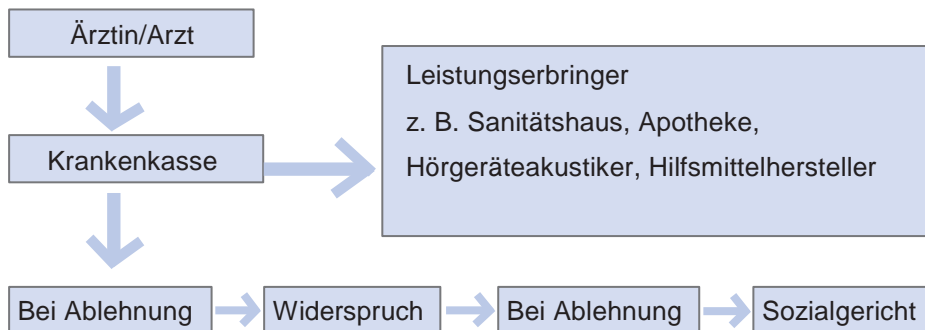 Ärztin/Arzt
Leistungserbringer
z. B. Sanitätshaus, Apotheke,
Hörgeräteakustiker, Hilfsmittelhersteller
Krankenkasse
Bei Ablehnung
Widerspruch
Bei Ablehnung
Sozialgericht